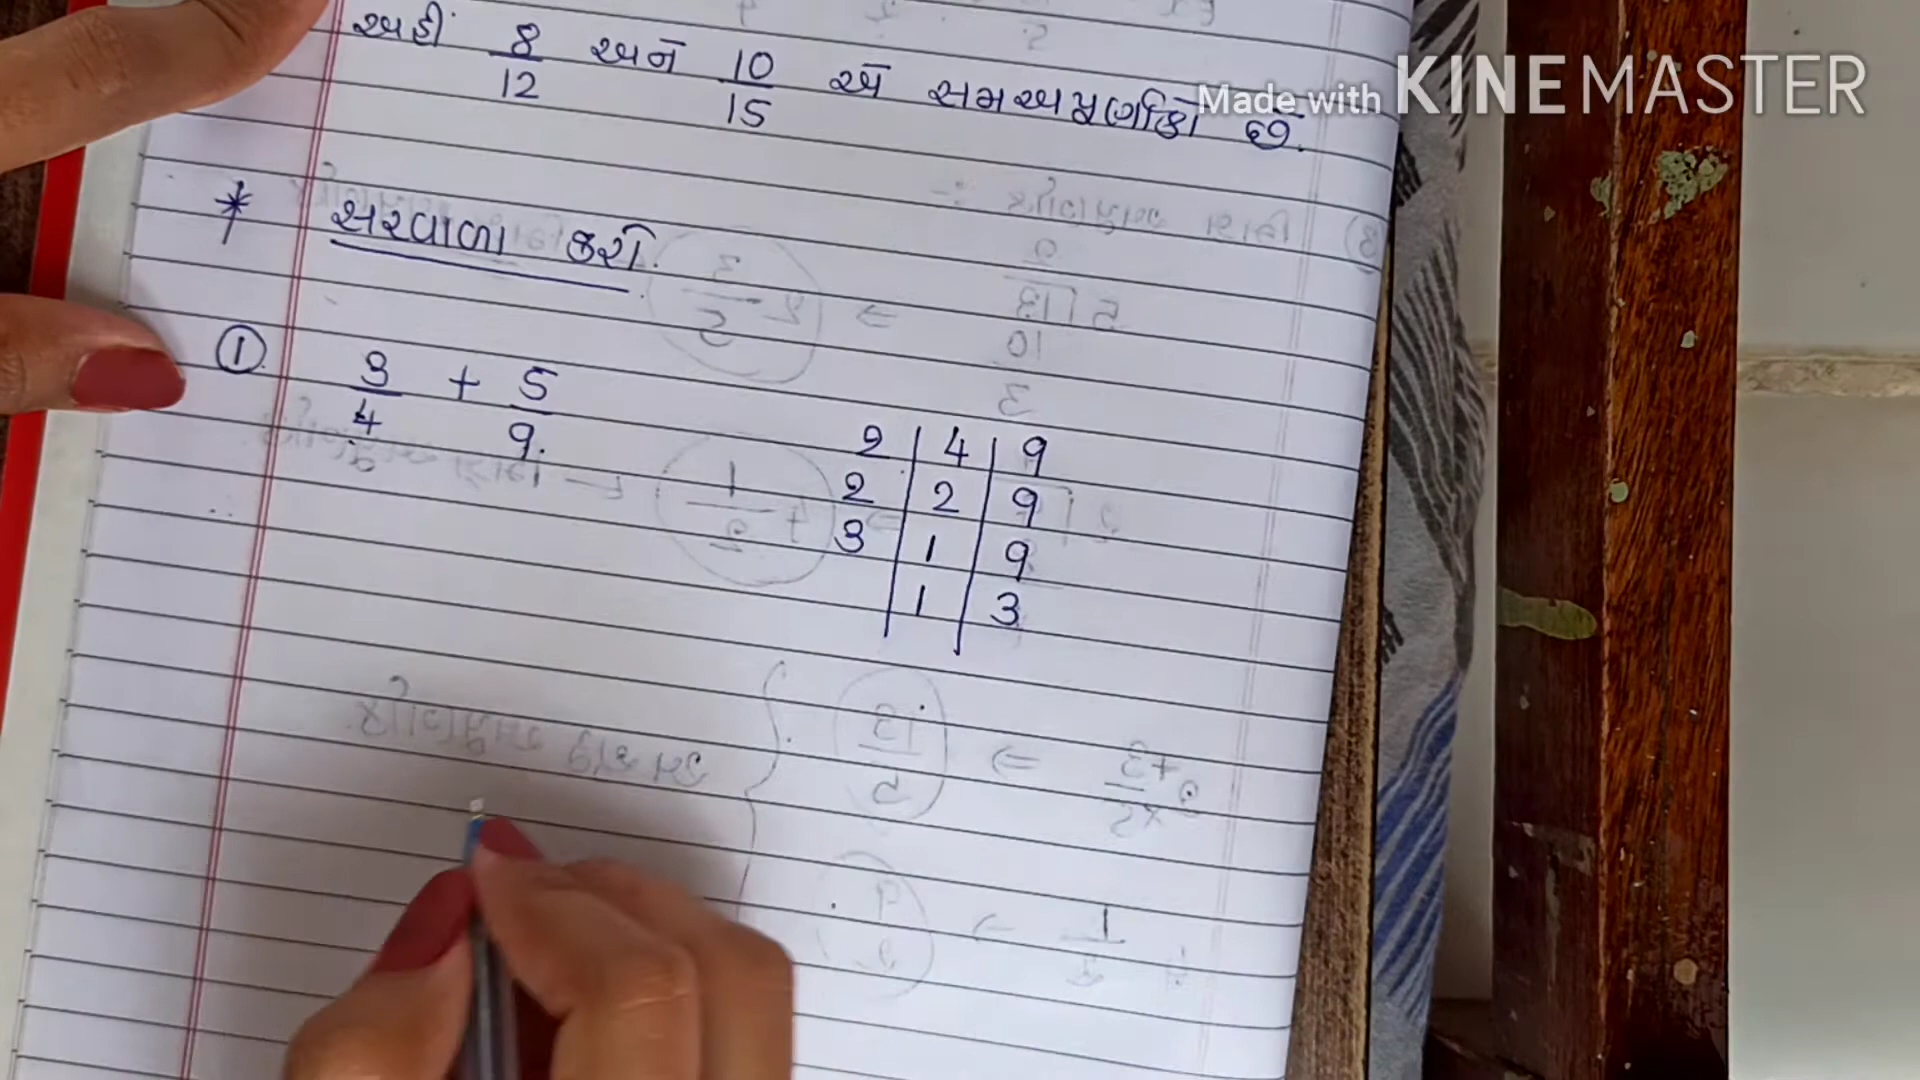 અહીં 8/12 અને 10/15 એ સમઅપૂર્ણાંકો છે.
Made with KINEMASTER
* સરવાળા કરો.
① 3/4 + 5/9.
2 | 4 | 9
2 | 2 | 9
3 | 1 | 9
| 1 | 3